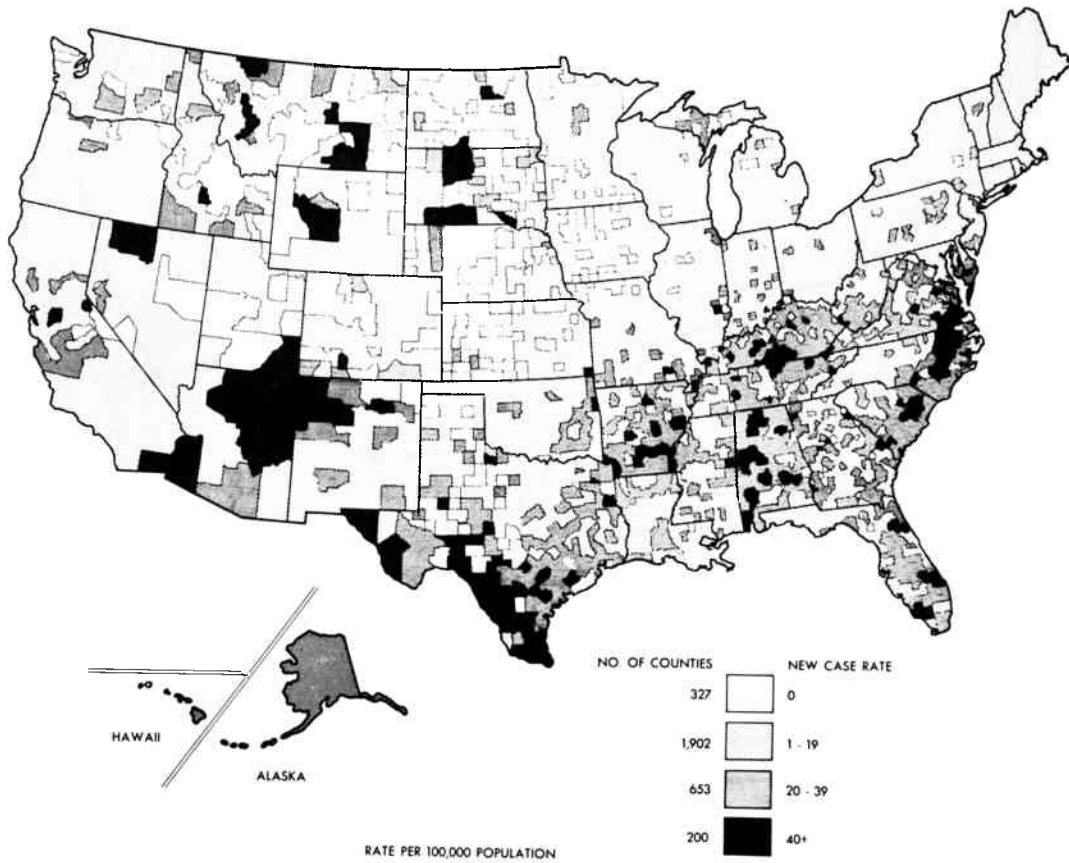 HAWAII
ALASKA
NO. OF COUNTIES NEW CASE RATE
327 0
1,902 1 - 19
653 20 - 39
200 40+
RATE PER 100,000 POPULATION